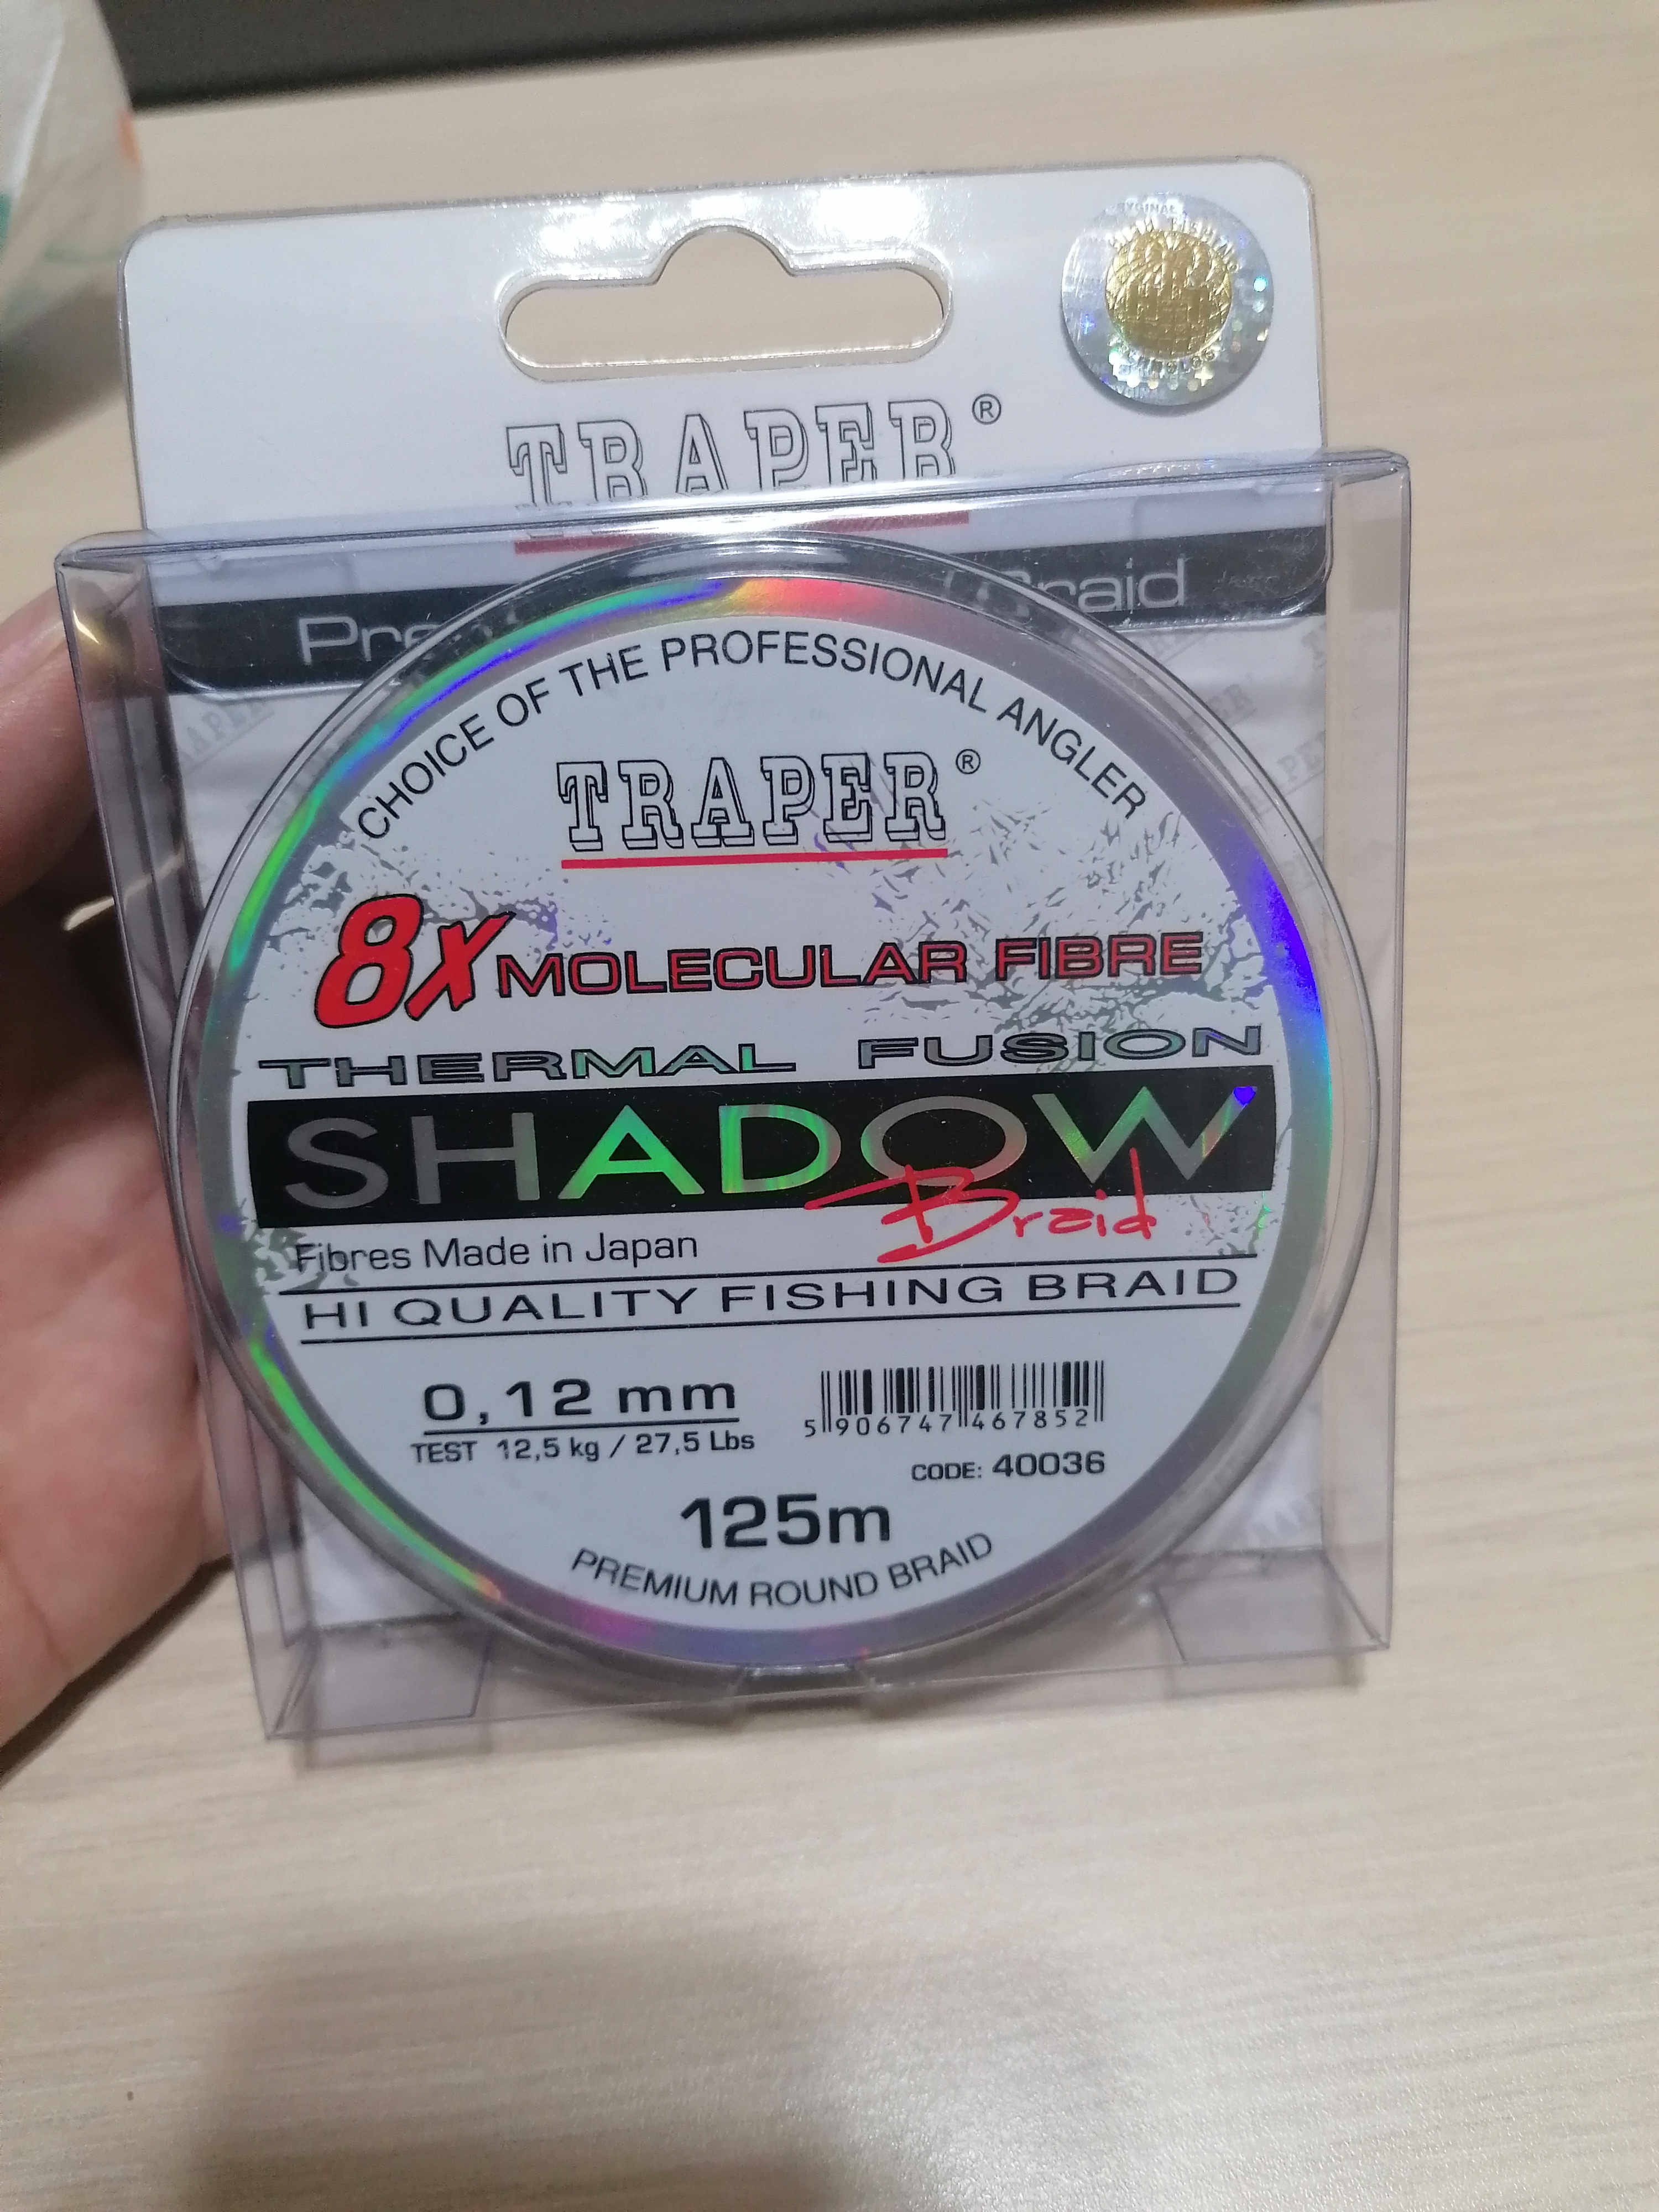 TRAPER®
Braid
CHOICE OF THE PROFESSIONAL ANGLER
TRAPER®
8x MOLECULAR FIBRE
THERMAL FUSION
SHADOW
Braid
Fibres Made in Japan
HI QUALITY FISHING BRAID
0,12 mm
TEST 12,5 kg / 27,5 Lbs
5 906747 467852
CODE: 40036
125m
PREMIUM ROUND BRAID